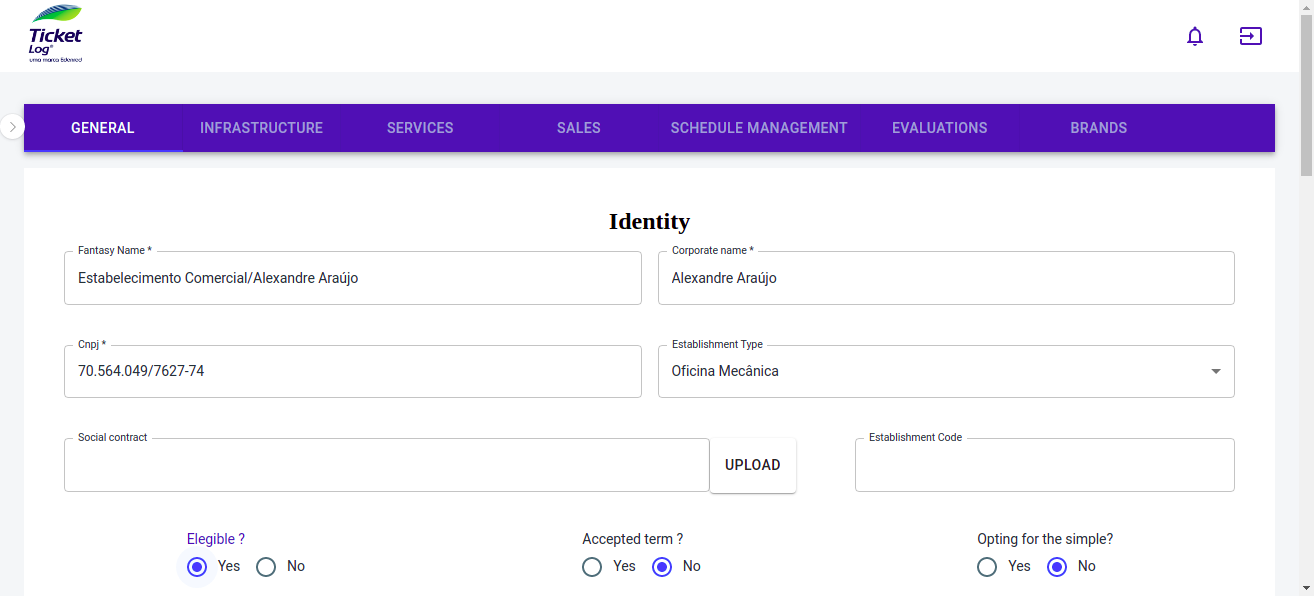 Ticket
Log®
uma marca Edenred
GENERAL INFRASTRUCTURE SERVICES SALES SCHEDULE MANAGEMENT EVALUATIONS BRANDS
Identity
Fantasy Name * Corporate name *
Estabelecimento Comercial/Alexandre Araújo Alexandre Araújo
Cnpj * Establishment Type
70.564.049/7627-74 Oficina Mecânica
Social contract Establishment Code
UPLOAD
Elegible ? Accepted term ? Opting for the simple?
Yes No Yes No Yes No